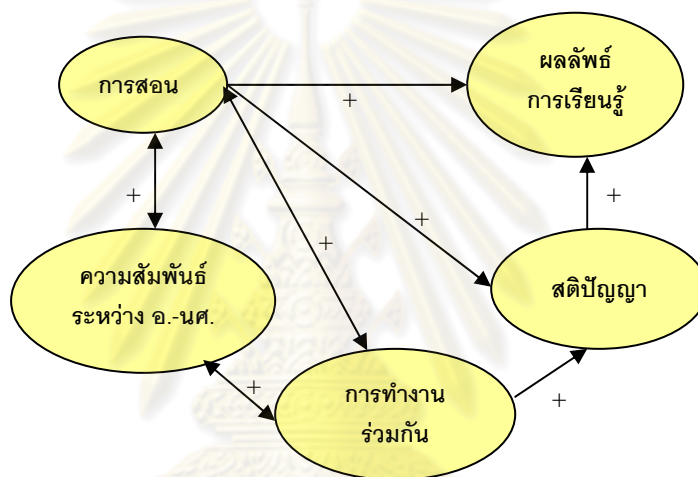 การสอน
ผลลัพธ์
การเรียนรู้
+
+
+
+
+
ความสัมพันธ์
ระหว่าง อ.-นศ.
สติปัญญา
+
การทำงาน
ร่วมกัน
+